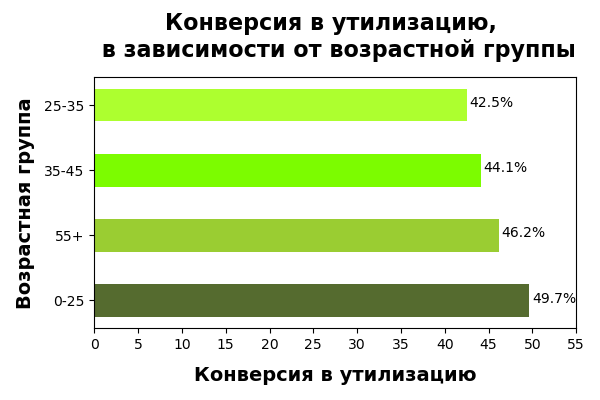 Конверсия в утилизацию,
в зависимости от возрастной группы
Возрастная группа
25-35
42.5%
35-45
44.1%
55+
46.2%
0-25
49.7%
0 5 10 15 20 25 30 35 40 45 50 55
Конверсия в утилизацию